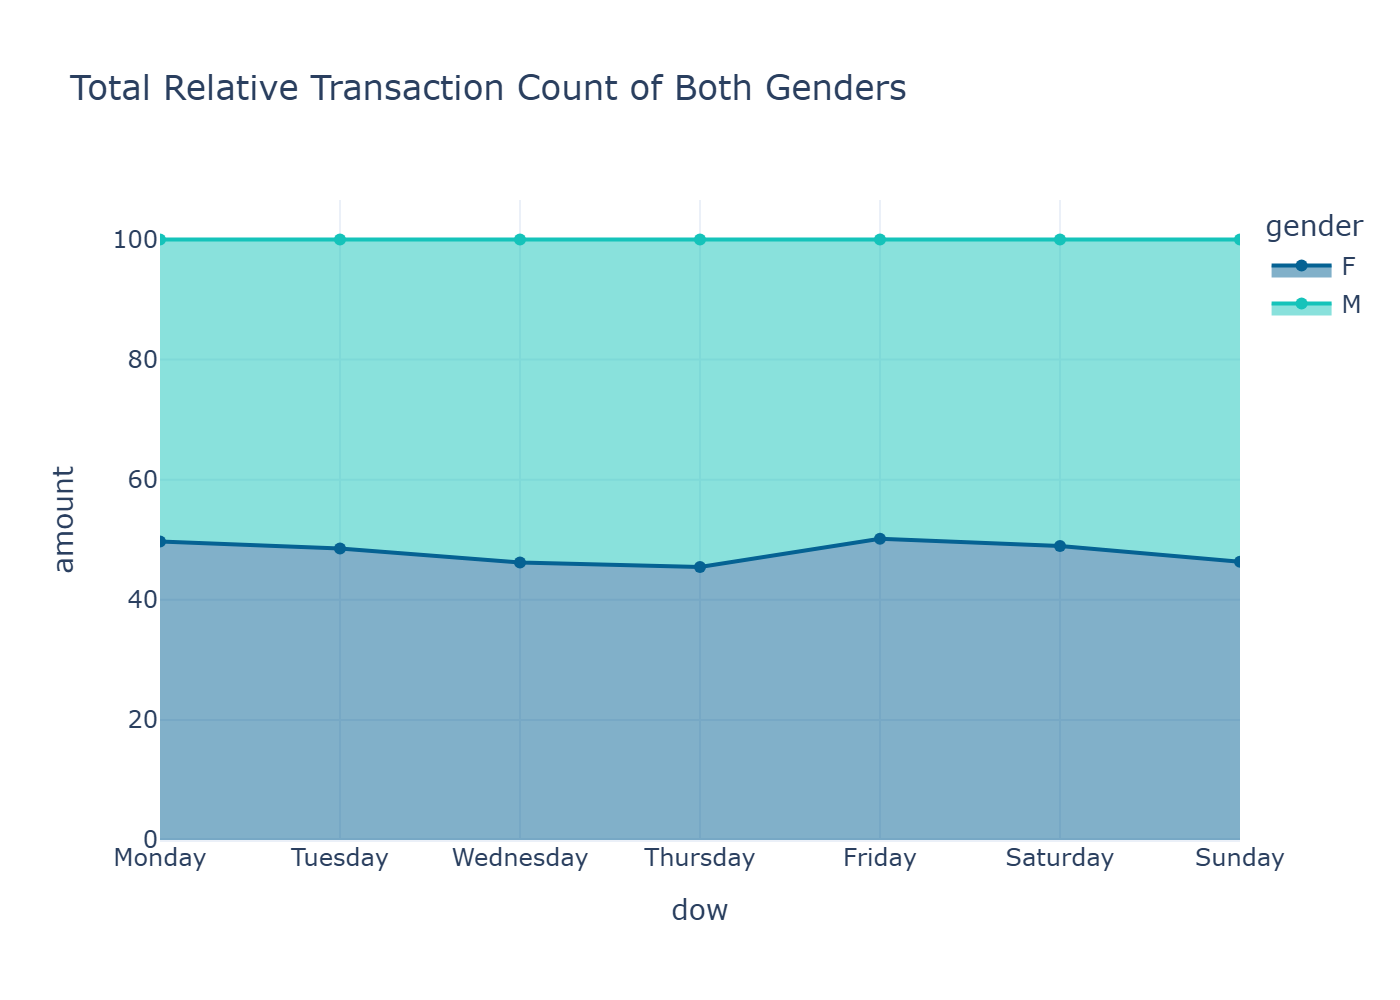 Total Relative Transaction Count of Both Genders
gender
F
M
100
80
60
40
20
0
amount
Monday Tuesday Wednesday Thursday Friday Saturday Sunday
dow